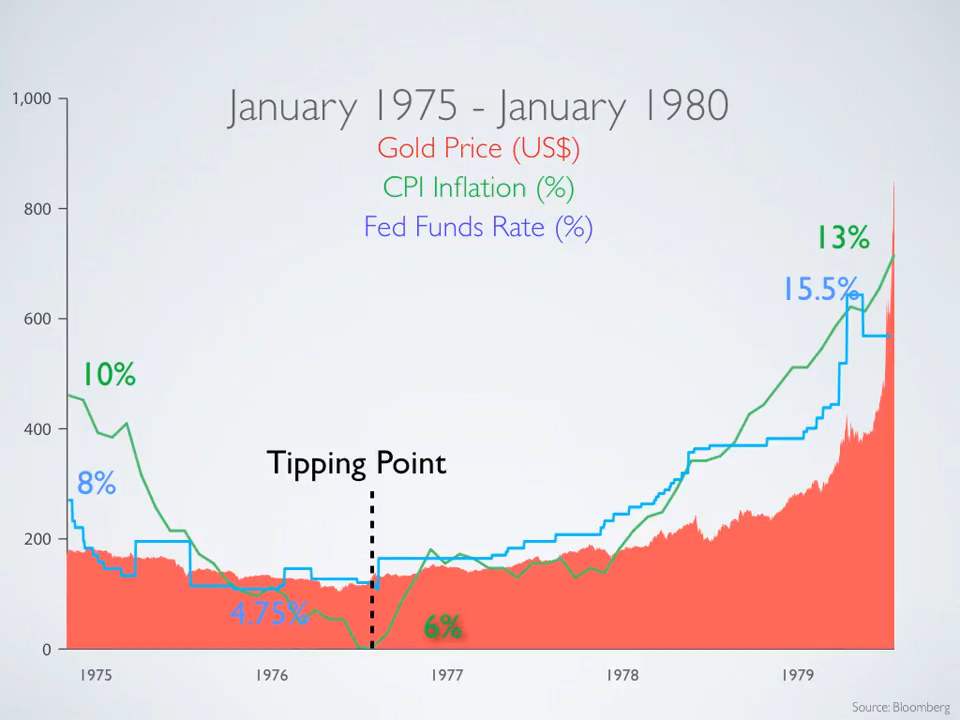 January 1975 - January 1980
Gold Price (US$)
CPI Inflation (%)
Fed Funds Rate (%)
1,000
800
600
400
200
0
13%
15.5%
10%
8%
Tipping Point
4.75%
6%
1975
1976
1977
1978
1979
Source: Bloomberg